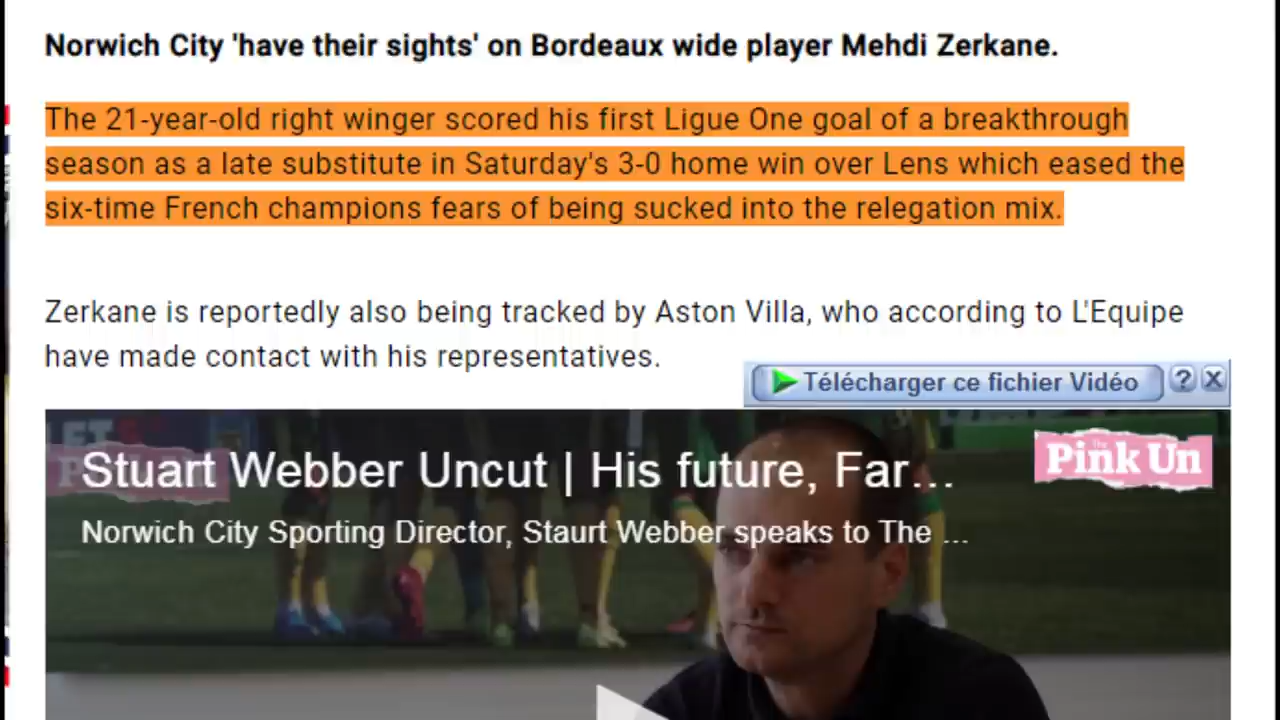 Norwich City 'have their sights' on Bordeaux wide player Mehdi Zerkane.
The 21-year-old right winger scored his first Ligue One goal of a breakthrough
season as a late substitute in Saturday's 3-0 home win over Lens which eased the
six-time French champions fears of being sucked into the relegation mix.
Zerkane is reportedly also being tracked by Aston Villa, who according to L'Equipe
have made contact with his representatives.
Télécharger ce fichier Vidéo ? X
Stuart Webber Uncut | His future, Far...
The Pink Un
Norwich City Sporting Director, Staurt Webber speaks to The ...